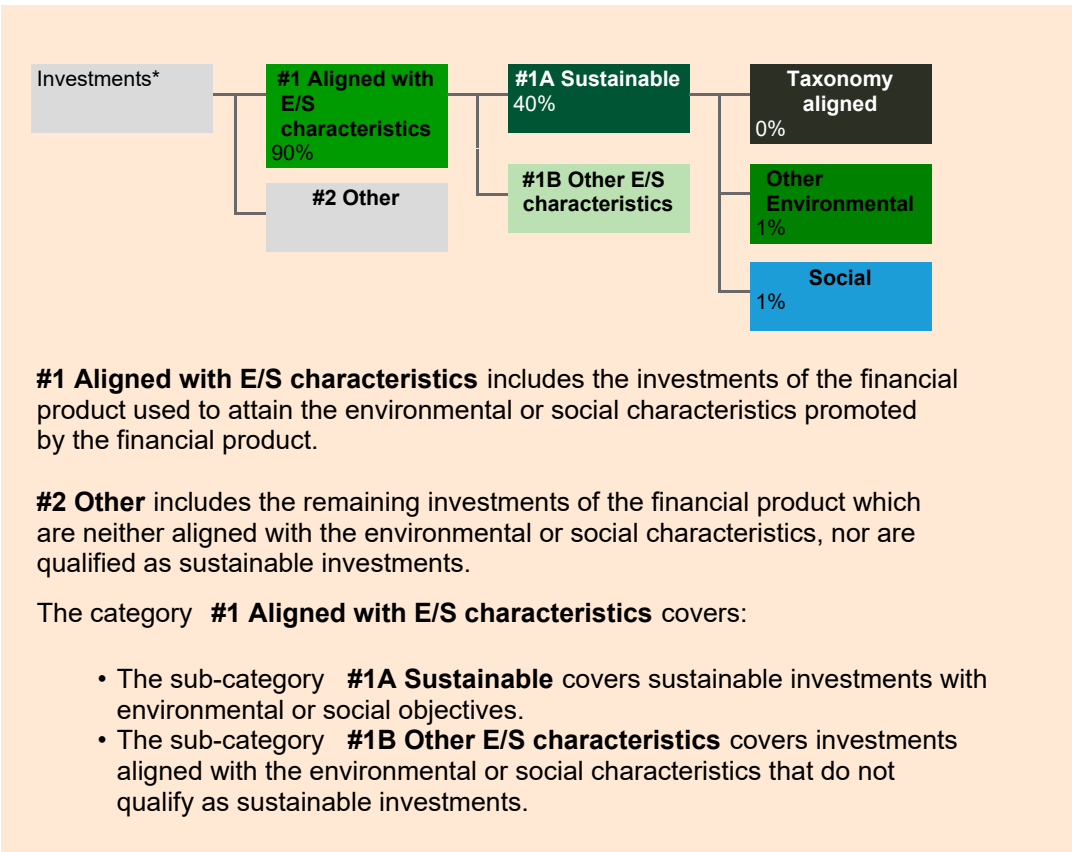 Investments*
#1 Aligned with
E/S
characteristics
90%
#2 Other
#1A Sustainable
40%
#1B Other E/S
characteristics
Taxonomy
aligned
0%
Other
Environmental
1%
Social
1%
#1 Aligned with E/S characteristics includes the investments of the financial
product used to attain the environmental or social characteristics promoted
by the financial product.
#2 Other includes the remaining investments of the financial product which
are neither aligned with the environmental or social characteristics, nor are
qualified as sustainable investments.
The category #1 Aligned with E/S characteristics covers:
• The sub-category #1A Sustainable covers sustainable investments with
environmental or social objectives.
• The sub-category #1B Other E/S characteristics covers investments
aligned with the environmental or social characteristics that do not
qualify as sustainable investments.